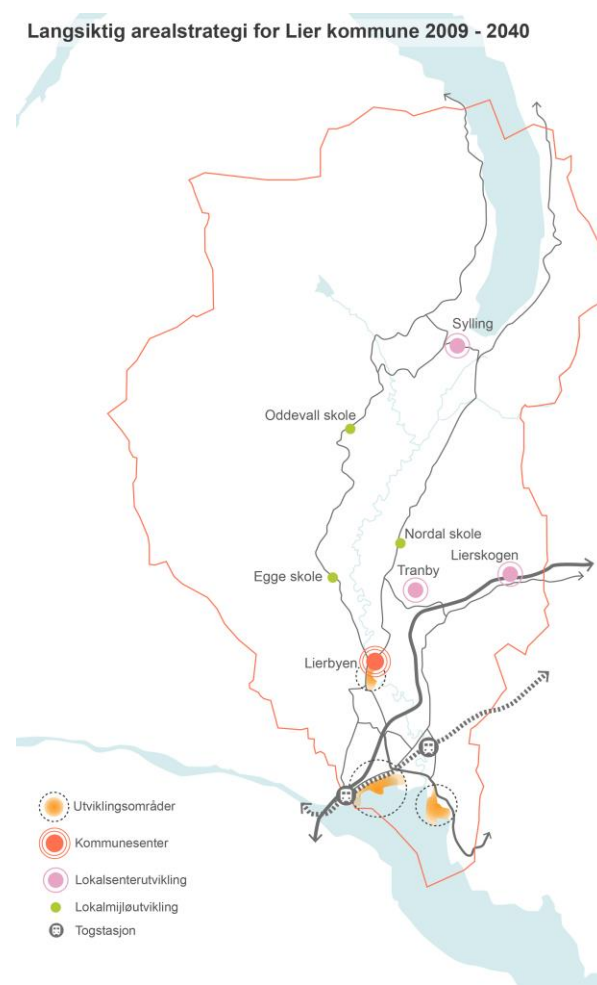 Langsiktig arealstrategi for Lier kommune 2009 - 2040
Sylling
Oddevall skole
Nordal skole
Lierskogen
Tranby
Egge skole
Lierbyen
Utviklingsområder
Kommunesenter
Lokalsenterutvikling
Lokalmijløutvikling
Togstasjon